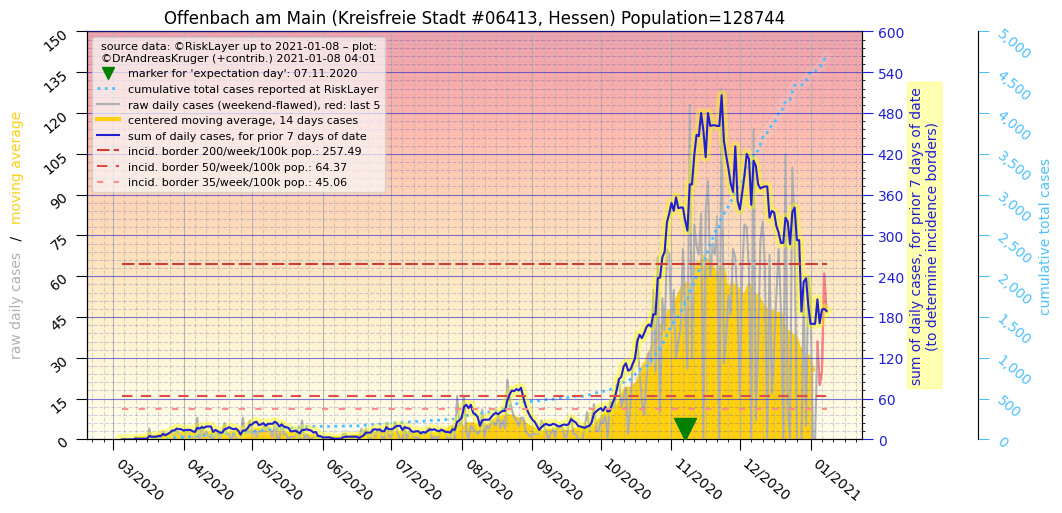 Offenbach am Main (Kreisfreie Stadt #06413, Hessen) Population=128744
source data: ©RiskLayer up to 2021-01-08 – plot:
©DrAndreasKruger (+contrib.) 2021-01-08 04:01
marker for 'expectation day': 07.11.2020
cumulative total cases reported at RiskLayer
raw daily cases (weekend-flawed), red: last 5
centered moving average, 14 days cases
sum of daily cases, for prior 7 days of date
incid. border 200/week/100k pop.: 257.49
incid. border 50/week/100k pop.: 64.37
incid. border 35/week/100k pop.: 45.06
raw daily cases / moving average
150
135
120
105
90
75
60
45
30
15
0
03/2020
04/2020
05/2020
06/2020
07/2020
08/2020
09/2020
10/2020
11/2020
12/2020
01/2021
600
540
480
420
360
300
240
180
120
60
0
sum of daily cases, for prior 7 days of date
(to determine incidence borders)
5,000
4,500
4,000
3,500
3,000
2,500
2,000
1,500
1,000
500
0
cumulative total cases